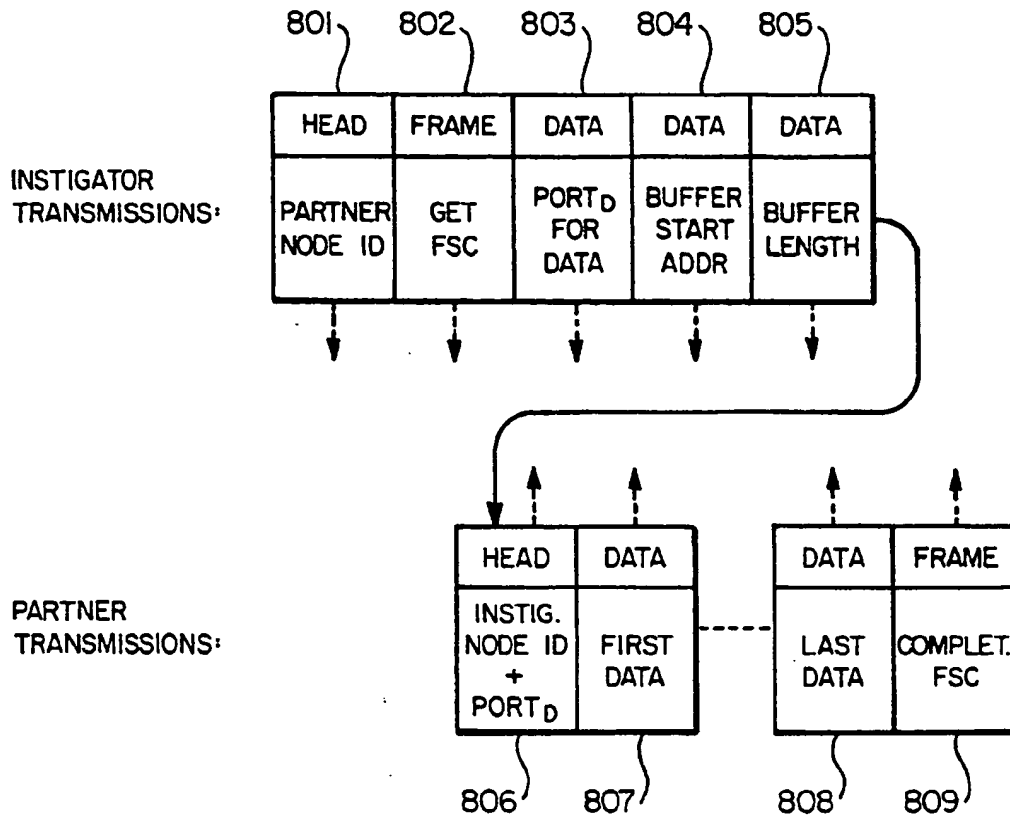 801 802 803 804 805
HEAD FRAME DATA DATA DATA
INSTIGATOR
TRANSMISSIONS:
PARTNER
NODE ID
GET
FSC
PORTD
FOR
DATA
BUFFER
START
ADDR
BUFFER
LENGTH
HEAD DATA DATA FRAME
PARTNER
TRANSMISSIONS:
INSTIG.
NODE ID
+
PORTD
FIRST
DATA
LAST
DATA
COMPLET.
FSC
806 807 808 809